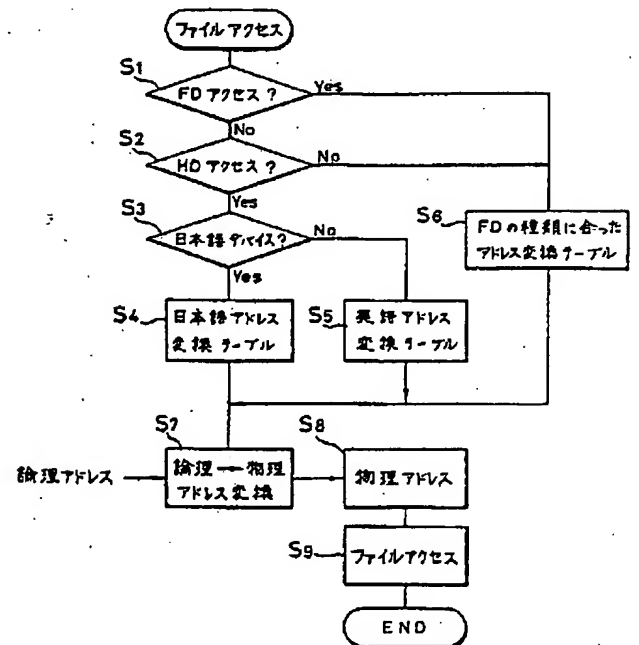 ファイルアクセス
S1
FDアクセス?
Yes
No
S2
HDアクセス?
No
Yes
S3
日本語デバイス?
No
Yes
S6
FDの種類に合った
アドレス変換テーブル
S4
日本語アドレス
変換テーブル
S5
英語アドレス
変換テーブル
S7
論理アドレス
論理→物理
アドレス変換
S8
物理アドレス
S9
ファイルアクセス
END